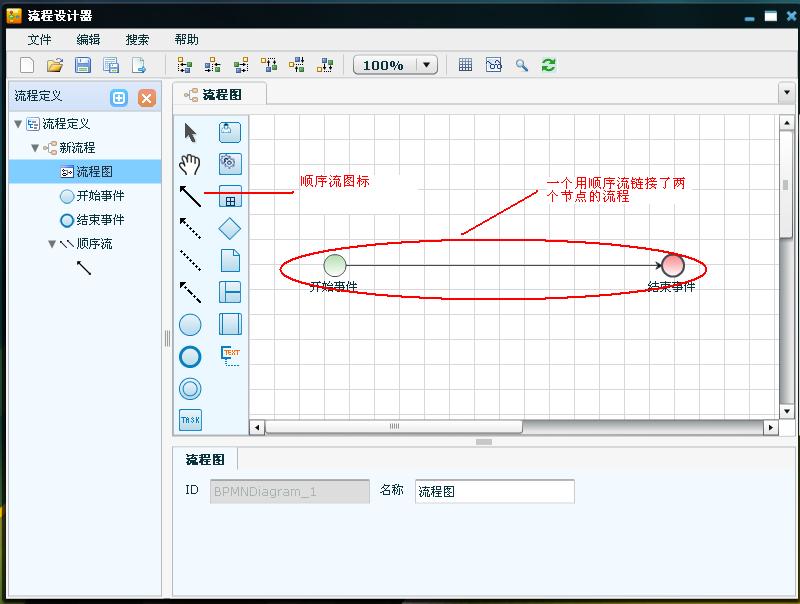 流程设计器
文件 编辑 搜索 帮助
100%
流程定义
流程图
流程定义
新流程
流程图
开始事件
结束事件
顺序流
TASK
TEXT
顺序流图标
一个用顺序流链接了两
个节点的流程
开始事件
结束事件
流程图
ID BPMNDiagram_1 名称 流程图